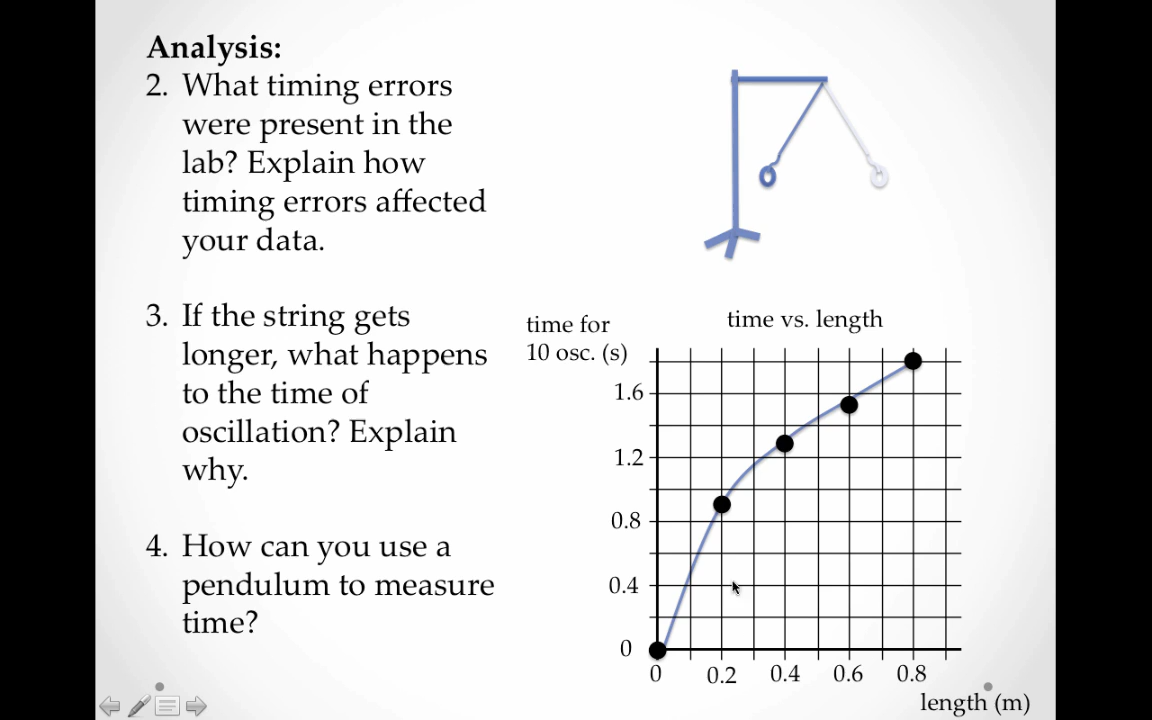 Analysis:
2. What timing errors
were present in the
lab? Explain how
timing errors affected
your data.
3. If the string gets
longer, what happens
to the time of
oscillation? Explain
why.
4. How can you use a
pendulum to measure
time?
time for
10 osc. (s)
time vs. length
1.6
1.2
0.8
0.4
0
0 0.2 0.4 0.6 0.8
length (m)